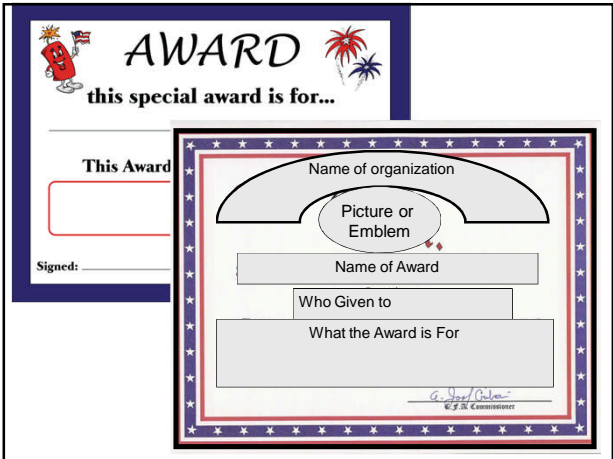 AWARD
this special award is for...
This Award
Signed:
Name of organization
Picture or
Emblem
Name of Award
Who Given to
What the Award is For
Commissioner